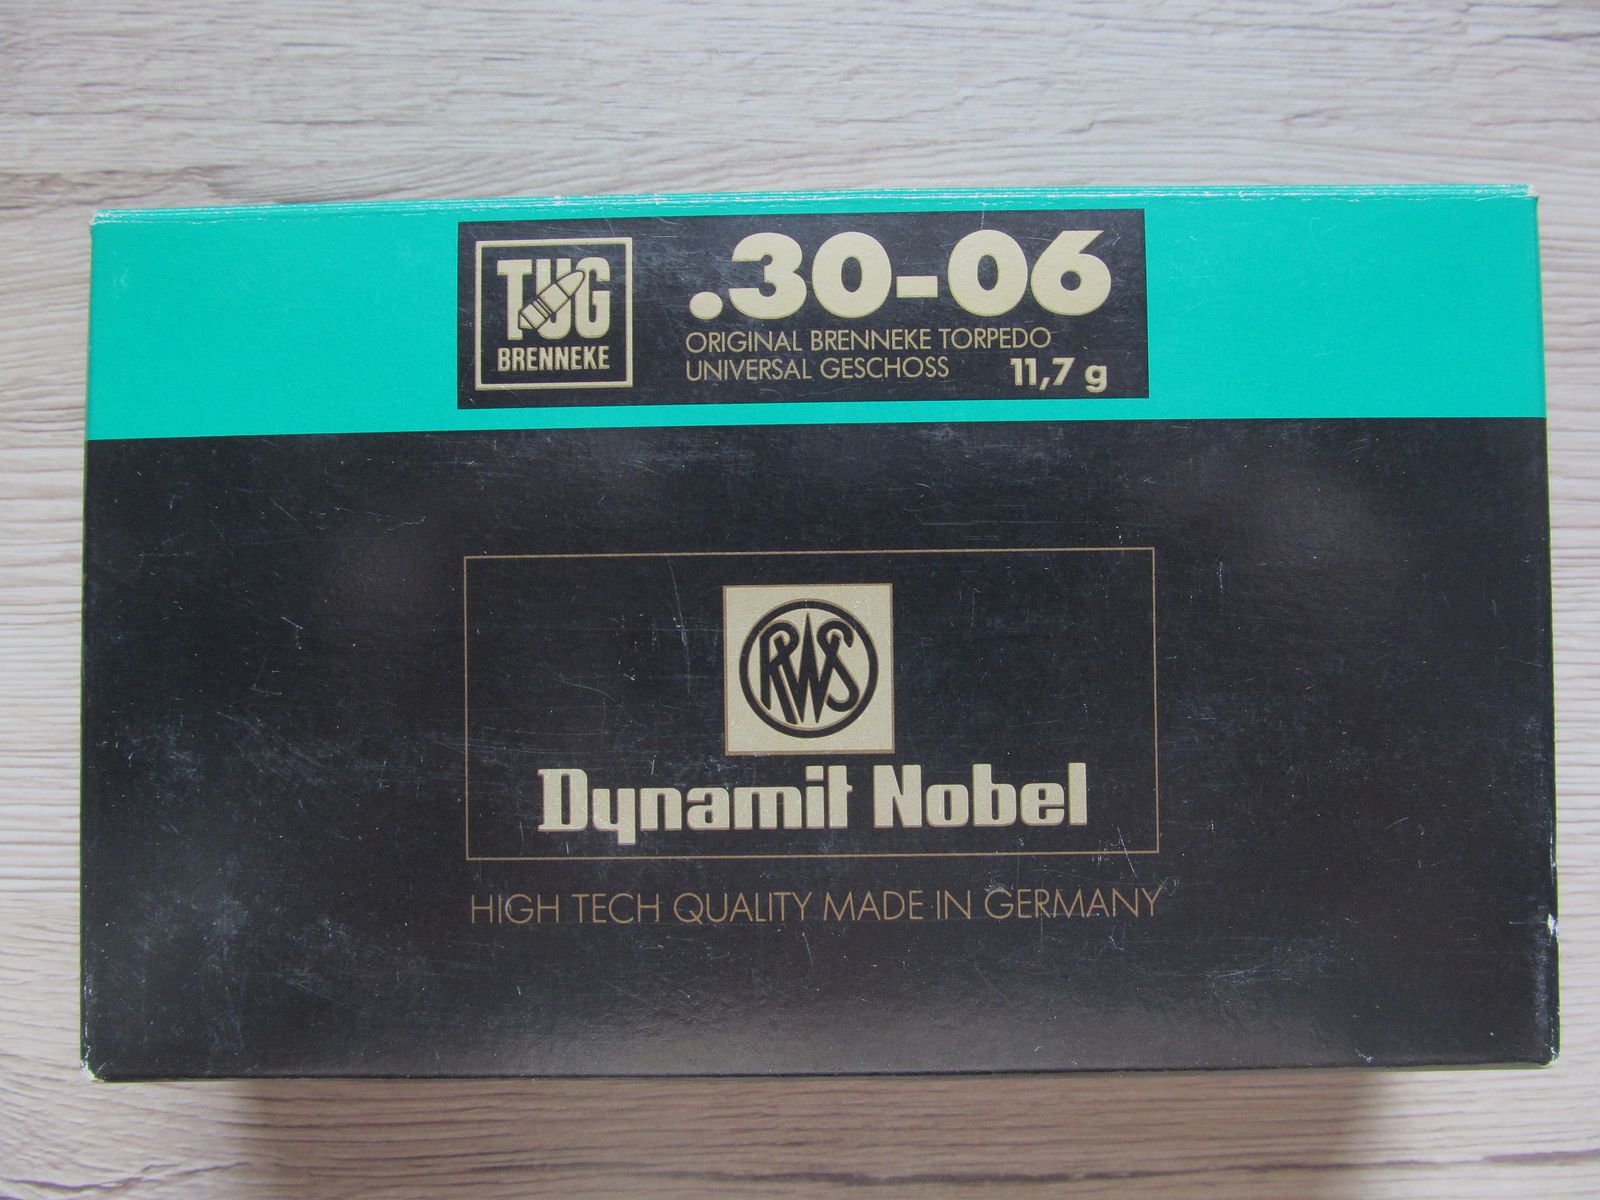 TUG
BRENNEKE
.30-06
ORIGINAL BRENNEKE TORPEDO
UNIVERSAL GESCHOSS 11,7 g
RWS
Dynamit Nobel
HIGH TECH QUALITY MADE IN GERMANY